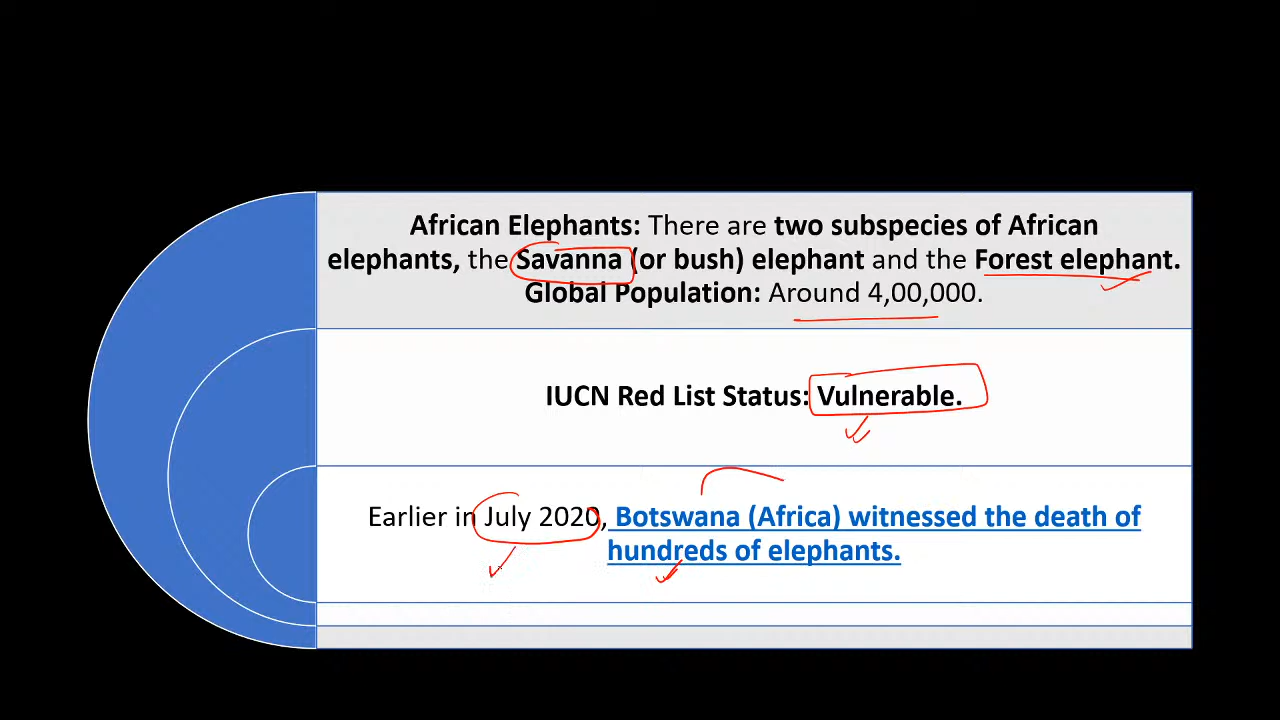 African Elephants: There are two subspecies of African
elephants, the Savanna (or bush) elephant and the Forest elephant.
Global Population: Around 4,00,000.
IUCN Red List Status: Vulnerable.
Earlier in July 2020, Botswana (Africa) witnessed the death of
hundreds of elephants.